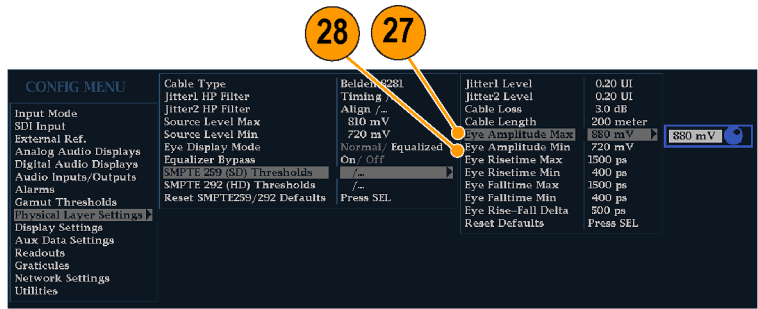 28 27
CONFIG MENU
Input Mode
SDI Input
External Ref.
Analog Audio Displays
Digital Audio Displays
Audio Inputs/Outputs
Alarms
Gamut Thresholds
Physical Layer Settings
Display Settings
Aux Data Settings
Readouts
Graticules
Network Settings
Utilities
Cable Type Belden 8281
Jitter1 HP Filter Timing /...
Jitter2 HP Filter Align /...
Source Level Max 810 mV
Source Level Min 720 mV
Eye Display Mode Normal/ Equalized
Equalizer Bypass On/ Off
SMPTE 259 (SD) Thresholds /...
SMPTE 292 (HD) Thresholds /...
Reset SMPTE259/292 Defaults Press SEL
Jitter1 Level 0.20 UI
Jitter2 Level 0.20 UI
Cable Loss 3.0 dB
Cable Length 200 meter
Eye Amplitude Max 880 mV
Eye Amplitude Min 720 mV
Eye Risetime Max 1500 ps
Eye Risetime Min 400 ps
Eye Falltime Max 1500 ps
Eye Falltime Min 400 ps
Eye Rise-Fall Delta 500 ps
Reset Defaults Press SEL
880 mV